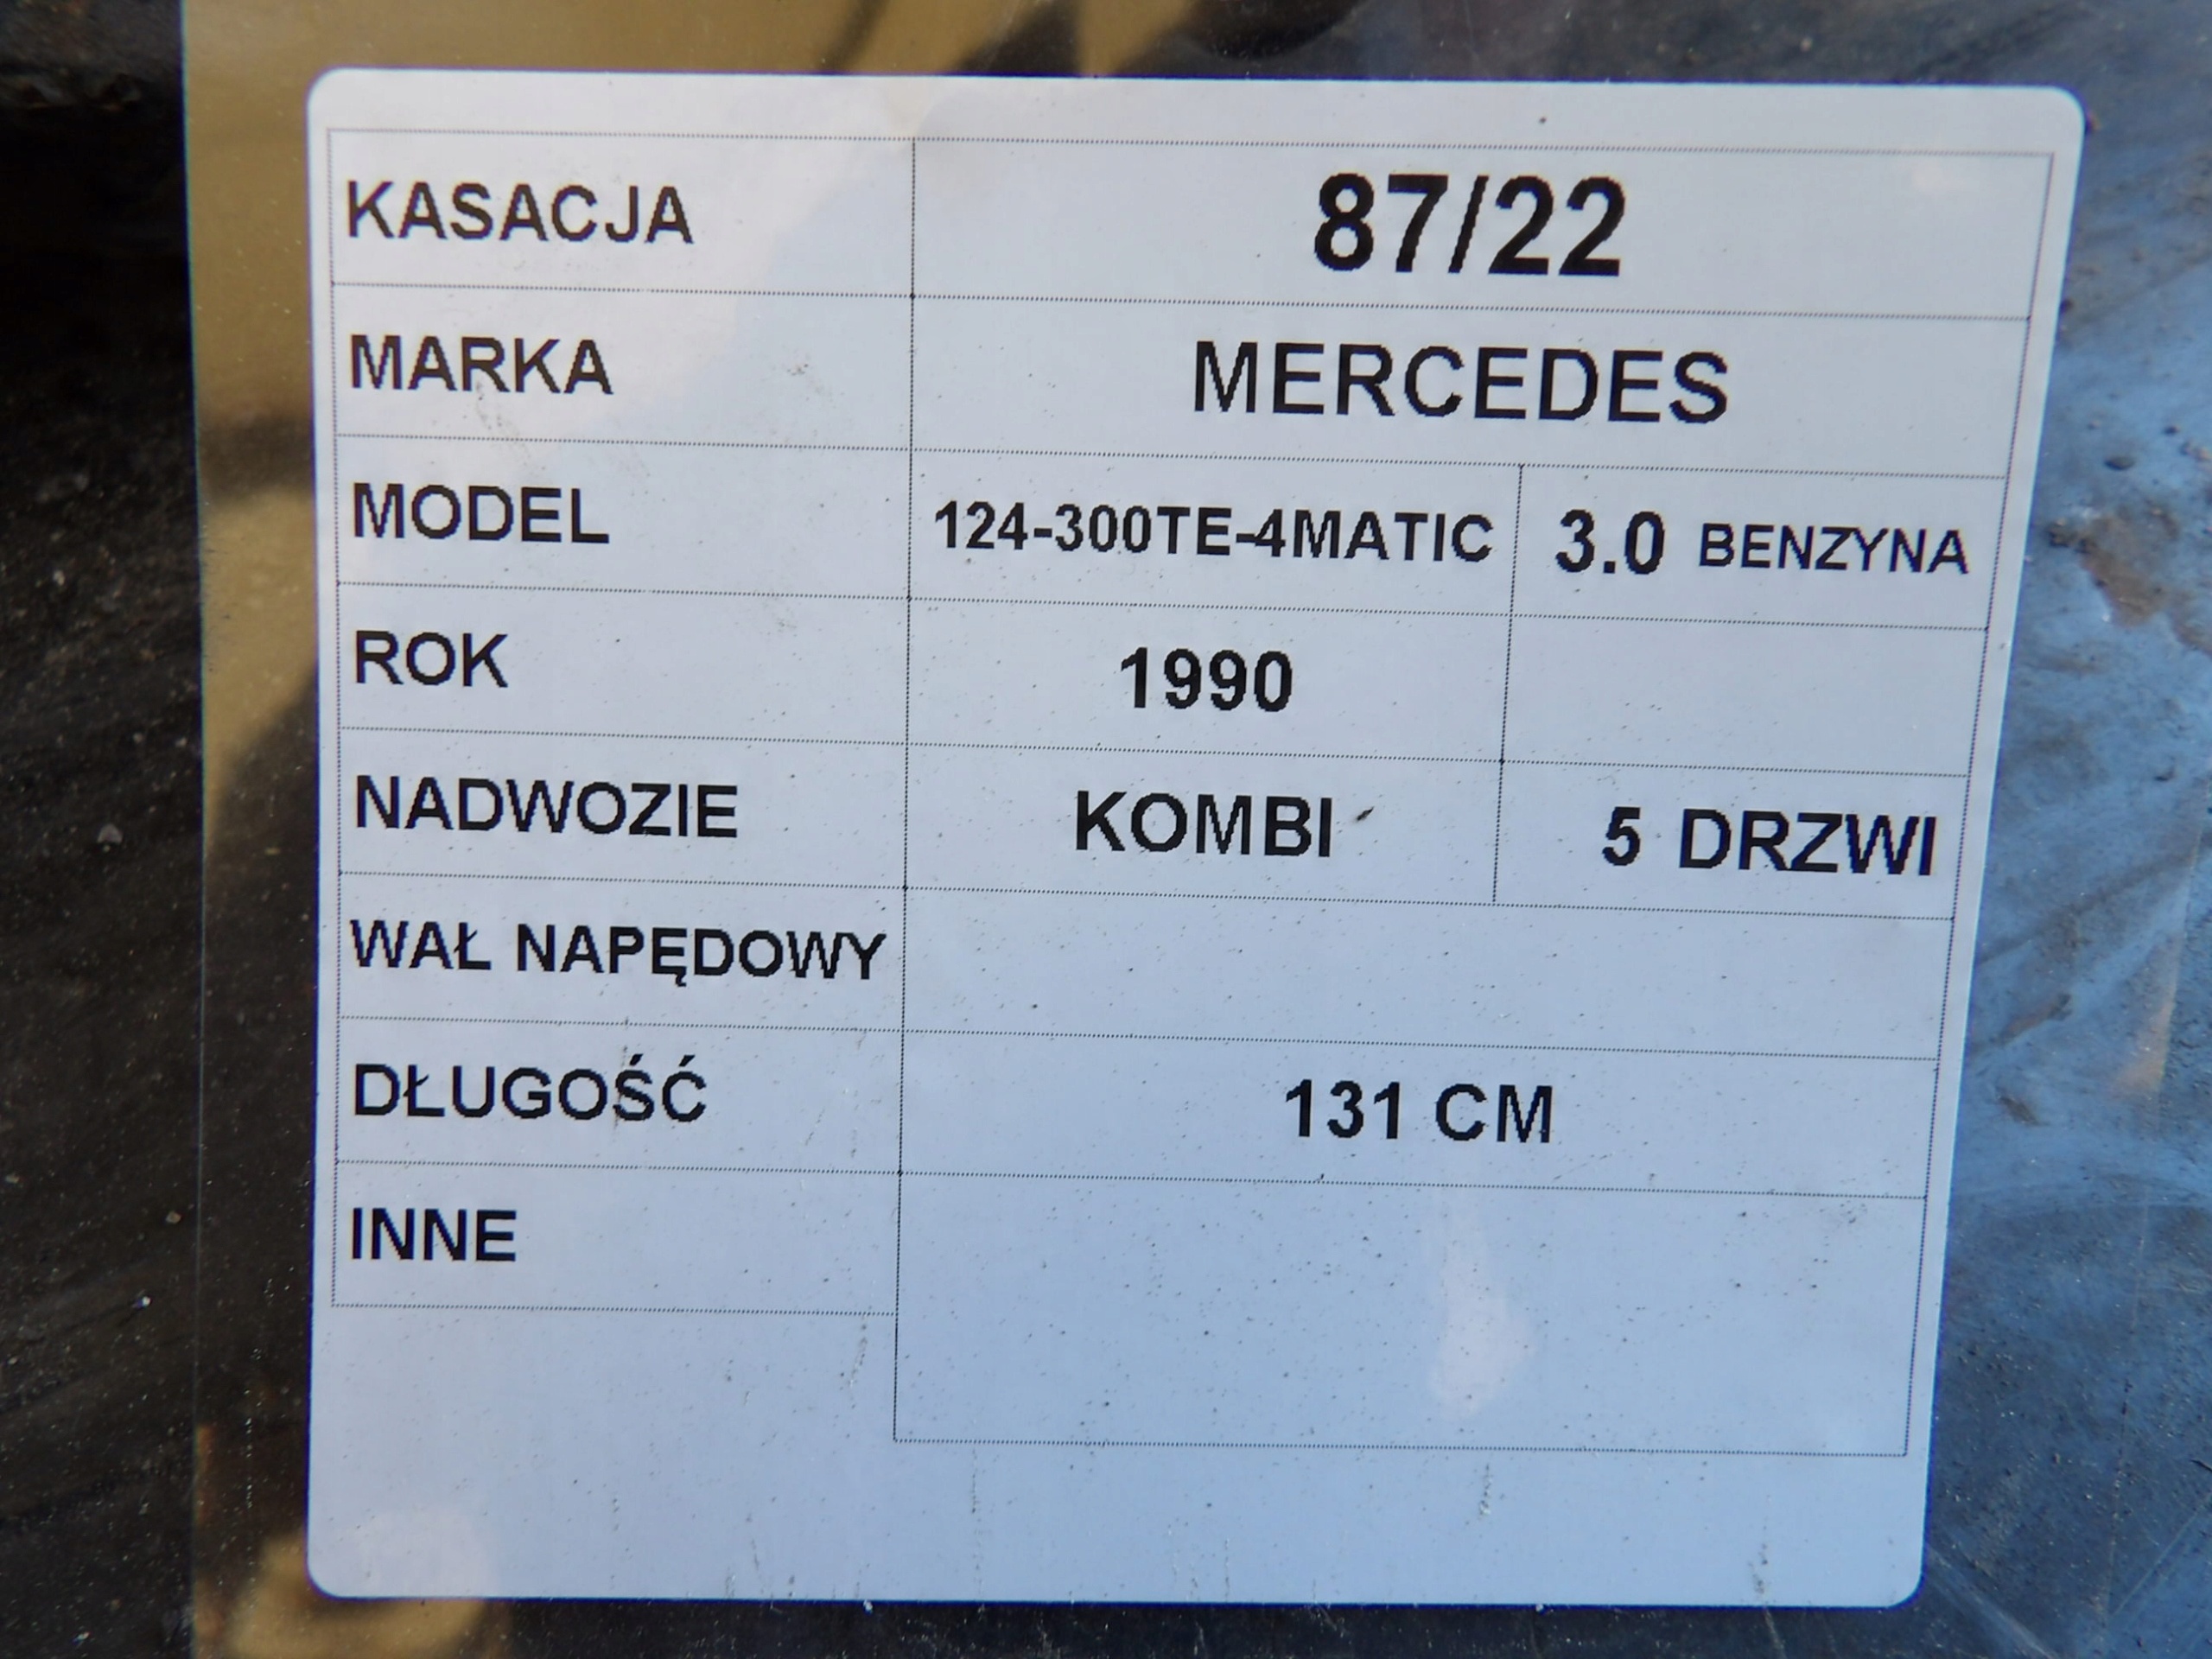 KASACJA 87/22
MARKA MERCEDES
MODEL 124-300TE-4MATIC 3.0 BENZYNA
ROK 1990
NADWOZIE KOMBI 5 DRZWI
WAŁ NAPĘDOWY
DŁUGOŚĆ 131 CM
INNE